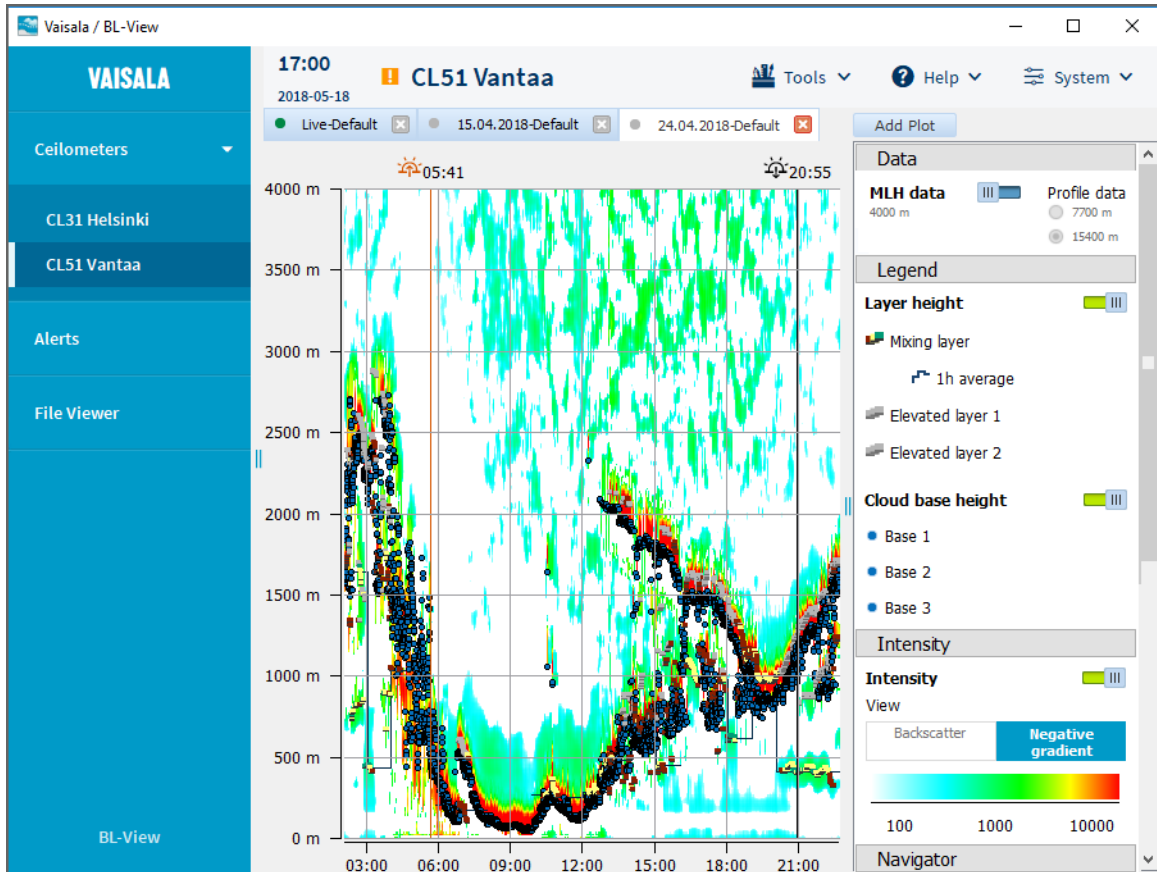 Vaisala / BL-View
VAISALA
Ceilometers
CL31 Helsinki
CL51 Vantaa
Alerts
File Viewer
BL-View
17:00
2018-05-18
CL51 Vantaa
Tools
Help
System
Live-Default
15.04.2018-Default
24.04.2018-Default
Add Plot
05:41
20:55
4000 m
3500 m
3000 m
2500 m
2000 m
1500 m
1000 m
500 m
0 m
03:00 06:00 09:00 12:00 15:00 18:00 21:00
Data
MLH data
4000 m
Profile data
7700 m
15400 m
Legend
Layer height
Mixing layer
1h average
Elevated layer 1
Elevated layer 2
Cloud base height
Base 1
Base 2
Base 3
Intensity
Intensity
View
Backscatter
Negative
gradient
100 1000 10000
Navigator